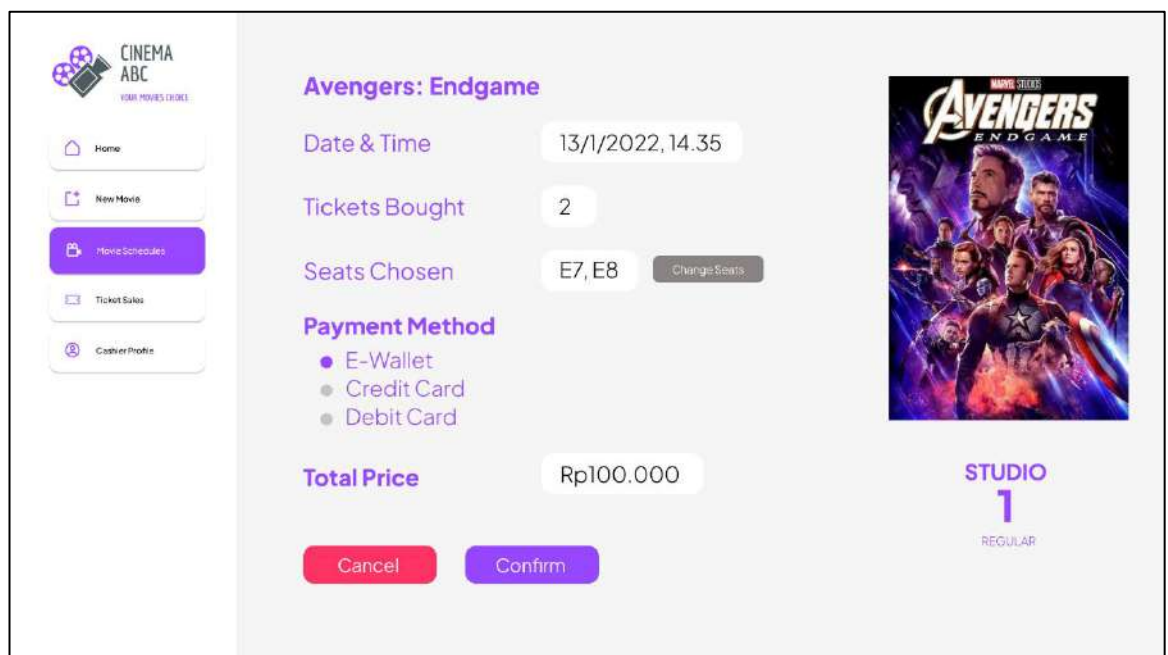 CINEMA
ABC
YOUR MOVIES CHOICE
Home
New Movie
Movie Schedules
Ticket Sales
Cashier Profile
Avengers: Endgame
Date & Time 13/1/2022, 14.35
Tickets Bought 2
Seats Chosen E7, E8 Change Seats
Payment Method
E-Wallet
Credit Card
Debit Card
Total Price Rp100.000
Cancel Confirm
MARVEL STUDIOS
AVENGERS
ENDGAME
STUDIO
1
REGULAR